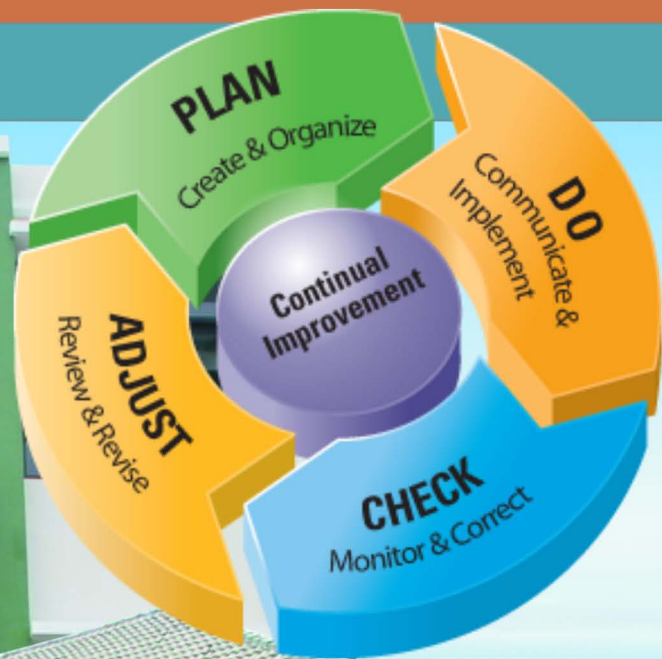 PLAN
Create & Organize
DO
Communicate &
Implement
CHECK
Monitor & Correct
ADJUST
Review & Revise
Continual
Improvement